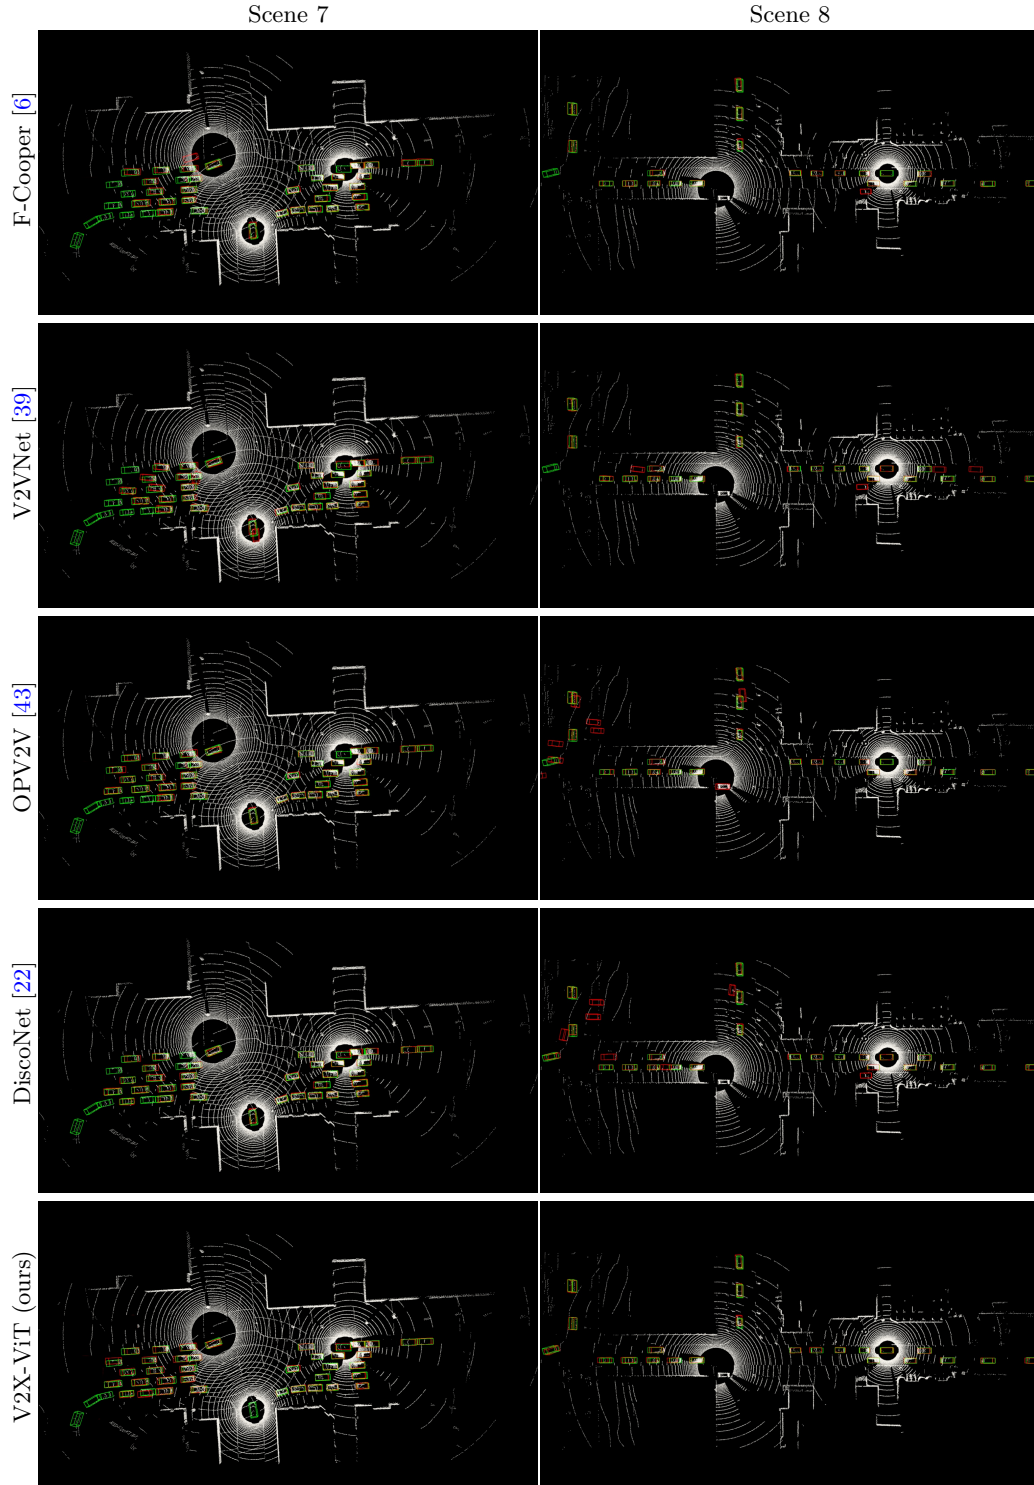 Scene 7
Scene 8
F-Cooper [6]
V2VNet [39]
OPV2V [43]
DiscoNet [22]
V2X-ViT (ours)